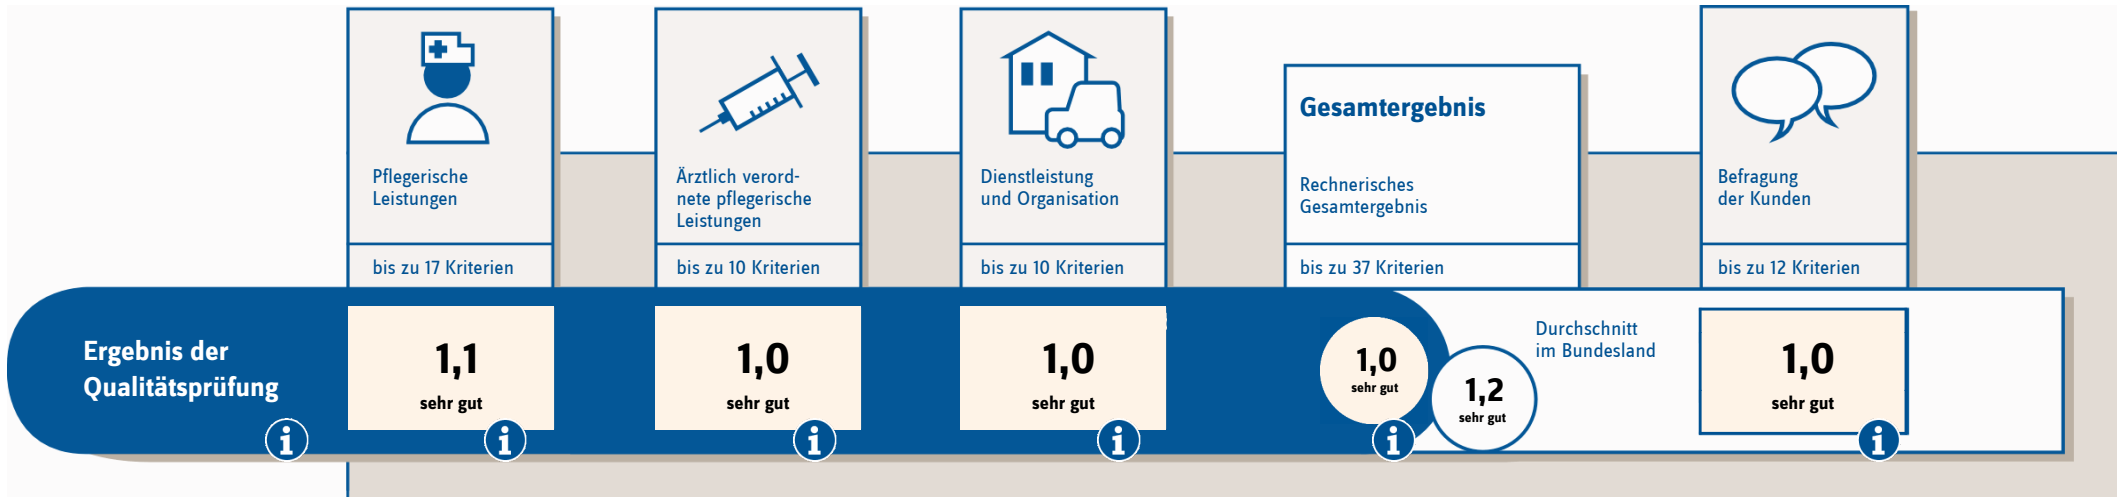 Pflegerische
Leistungen
bis zu 17 Kriterien
Ärztlich verord-
nete pflegerische
Leistungen
bis zu 10 Kriterien
Dienstleistung
und Organisation
bis zu 10 Kriterien
Gesamtergebnis
Rechnerisches
Gesamtergebnis
bis zu 37 Kriterien
Befragung
der Kunden
bis zu 12 Kriterien
Ergebnis der
Qualitätsprüfung
i
1,1
sehr gut
i
1,0
sehr gut
i
1,0
sehr gut
i
1,0
sehr gut
i
1,2
sehr gut
Durchschnitt
im Bundesland
1,0
sehr gut
i